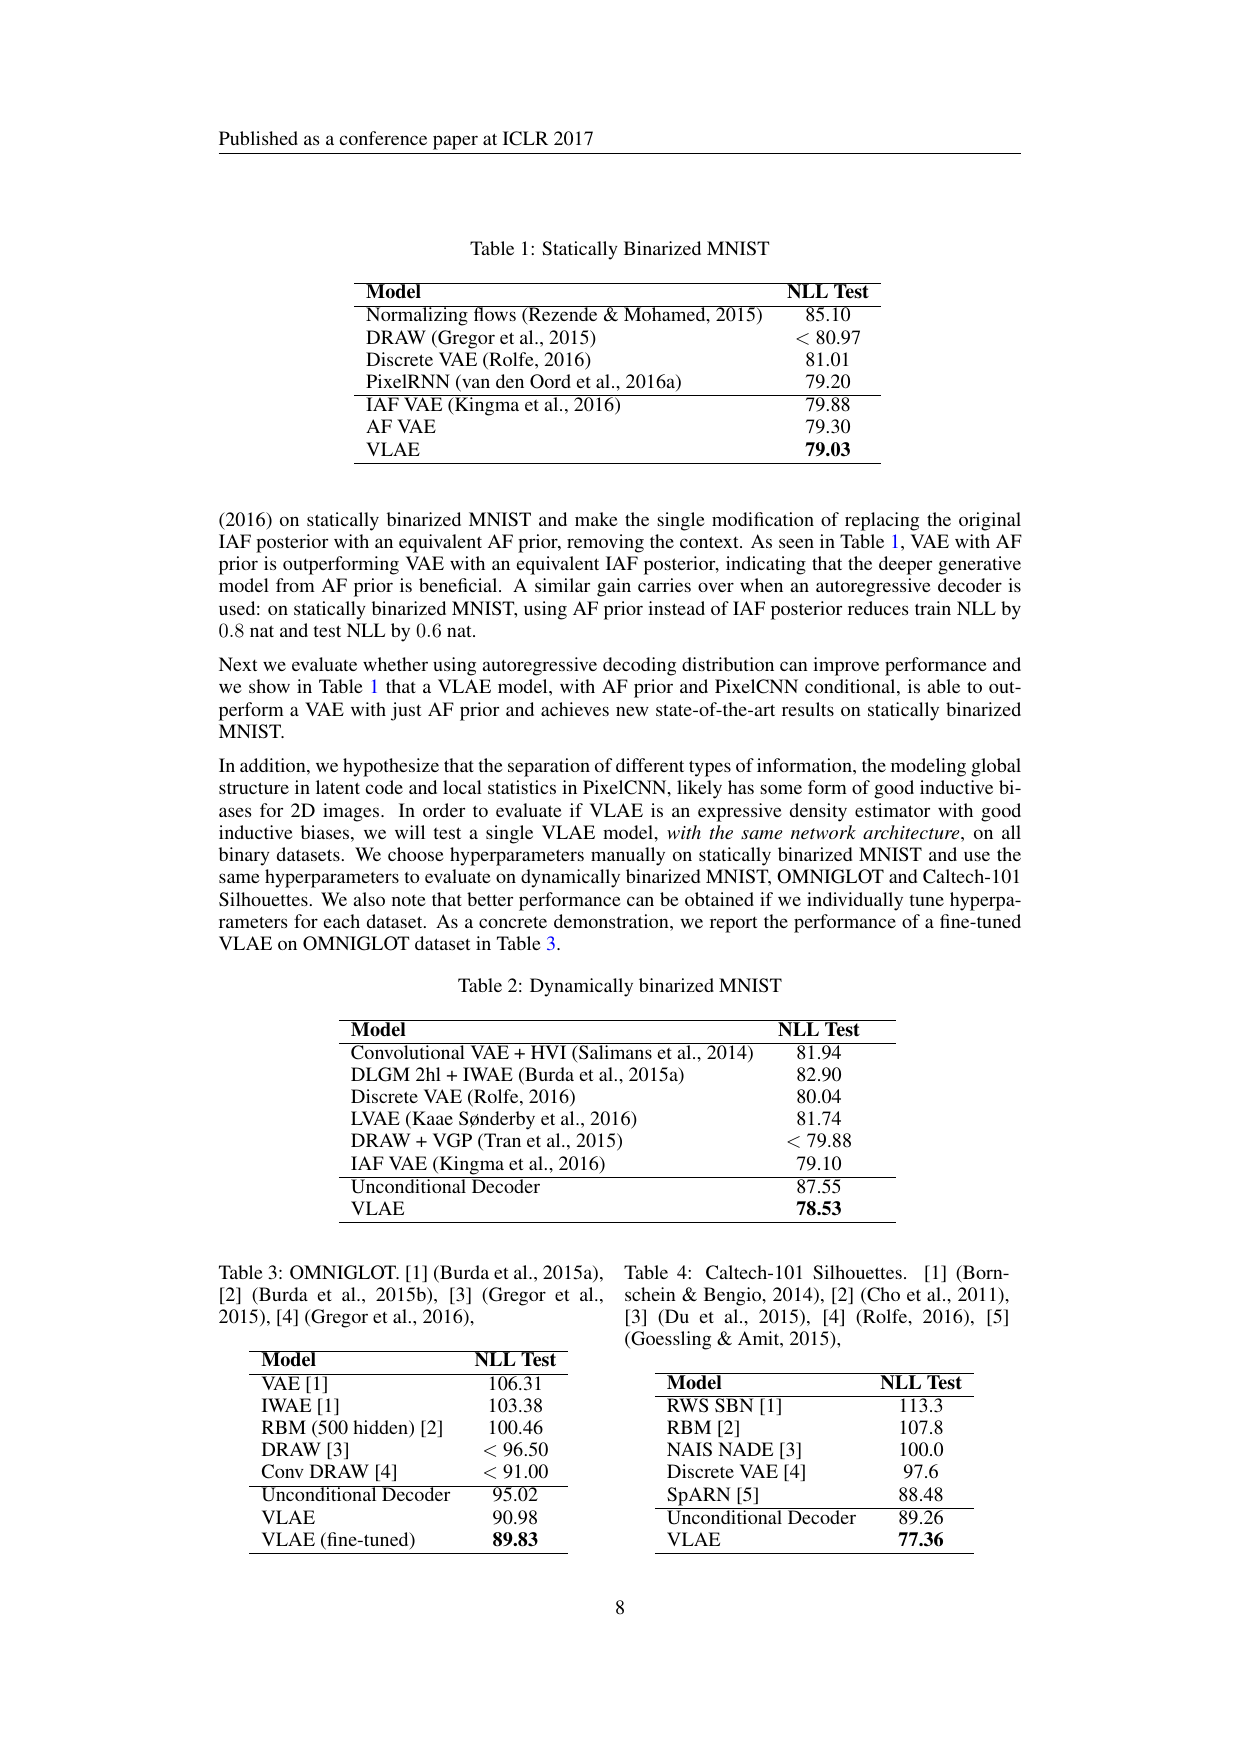 Published as a conference paper at ICLR 2017
Table 1: Statically Binarized MNIST
Model NLL Test
Normalizing flows (Rezende & Mohamed, 2015) 85.10
DRAW (Gregor et al., 2015) < 80.97
Discrete VAE (Rolfe, 2016) 81.01
PixelRNN (van den Oord et al., 2016a) 79.20
IAF VAE (Kingma et al., 2016) 79.88
AF VAE 79.30
VLAE 79.03
(2016) on statically binarized MNIST and make the single modification of replacing the original
IAF posterior with an equivalent AF prior, removing the context. As seen in Table 1, VAE with AF
prior is outperforming VAE with an equivalent IAF posterior, indicating that the deeper generative
model from AF prior is beneficial. A similar gain carries over when an autoregressive decoder is
used: on statically binarized MNIST, using AF prior instead of IAF posterior reduces train NLL by
0.8 nat and test NLL by 0.6 nat.
Next we evaluate whether using autoregressive decoding distribution can improve performance and
we show in Table 1 that a VLAE model, with AF prior and PixelCNN conditional, is able to out-
perform a VAE with just AF prior and achieves new state-of-the-art results on statically binarized
MNIST.
In addition, we hypothesize that the separation of different types of information, the modeling global
structure in latent code and local statistics in PixelCNN, likely has some form of good inductive bi-
ases for 2D images. In order to evaluate if VLAE is an expressive density estimator with good
inductive biases, we will test a single VLAE model, with the same network architecture, on all
binary datasets. We choose hyperparameters manually on statically binarized MNIST and use the
same hyperparameters to evaluate on dynamically binarized MNIST, OMNIGLOT and Caltech-101
Silhouettes. We also note that better performance can be obtained if we individually tune hyperpa-
rameters for each dataset. As a concrete demonstration, we report the performance of a fine-tuned
VLAE on OMNIGLOT dataset in Table 3.
Table 2: Dynamically binarized MNIST
Model NLL Test
Convolutional VAE + HVI (Salimans et al., 2014) 81.94
DLGM 2hl + IWAE (Burda et al., 2015a) 82.90
Discrete VAE (Rolfe, 2016) 80.04
LVAE (Kaae Sønderby et al., 2016) 81.74
DRAW + VGP (Tran et al., 2015) < 79.88
IAF VAE (Kingma et al., 2016) 79.10
Unconditional Decoder 87.55
VLAE 78.53
Table 3: OMNIGLOT. [1] (Burda et al., 2015a),
[2] (Burda et al., 2015b), [3] (Gregor et al.,
2015), [4] (Gregor et al., 2016),
Model NLL Test
VAE [1] 106.31
IWAE [1] 103.38
RBM (500 hidden) [2] 100.46
DRAW [3] < 96.50
Conv DRAW [4] < 91.00
Unconditional Decoder 95.02
VLAE 90.98
VLAE (fine-tuned) 89.83
Table 4: Caltech-101 Silhouettes. [1] (Born-
schein & Bengio, 2014), [2] (Cho et al., 2011),
[3] (Du et al., 2015), [4] (Rolfe, 2016), [5]
(Goessling & Amit, 2015),
Model NLL Test
RWS SBN [1] 113.3
RBM [2] 107.8
NAIS NADE [3] 100.0
Discrete VAE [4] 97.6
SpARN [5] 88.48
Unconditional Decoder 89.26
VLAE 77.36
8